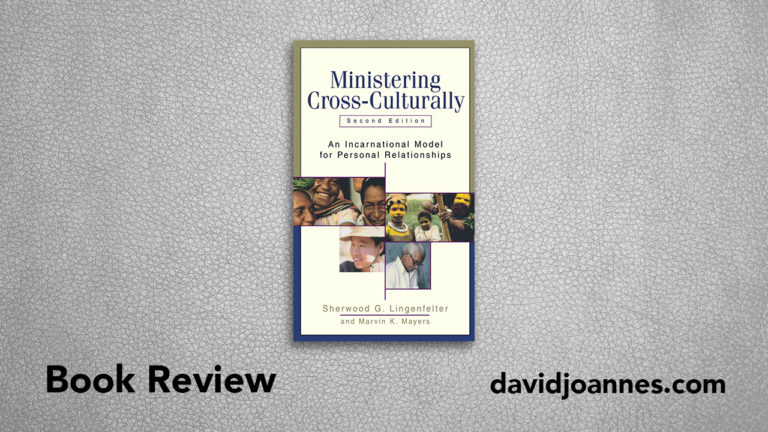 Ministering
Cross-Culturally
Second Edition
An Incarnational Model
for Personal Relationships
Sherwood G. Lingenfelter
and Marvin K. Mayers
Book Review
davidjoannes.com